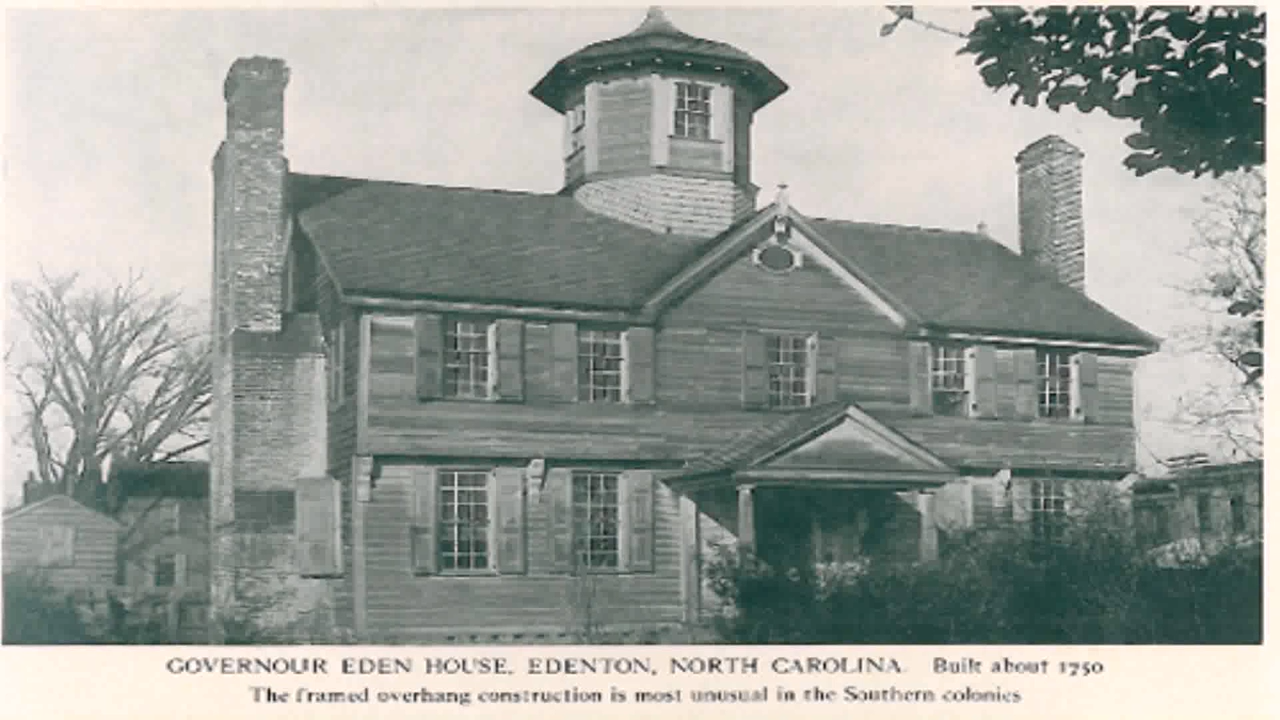 GOVERNOUR EDEN HOUSE, EDENTON, NORTH CAROLINA. Built about 1750
The framed overhang construction is most unusual in the Southern colonies